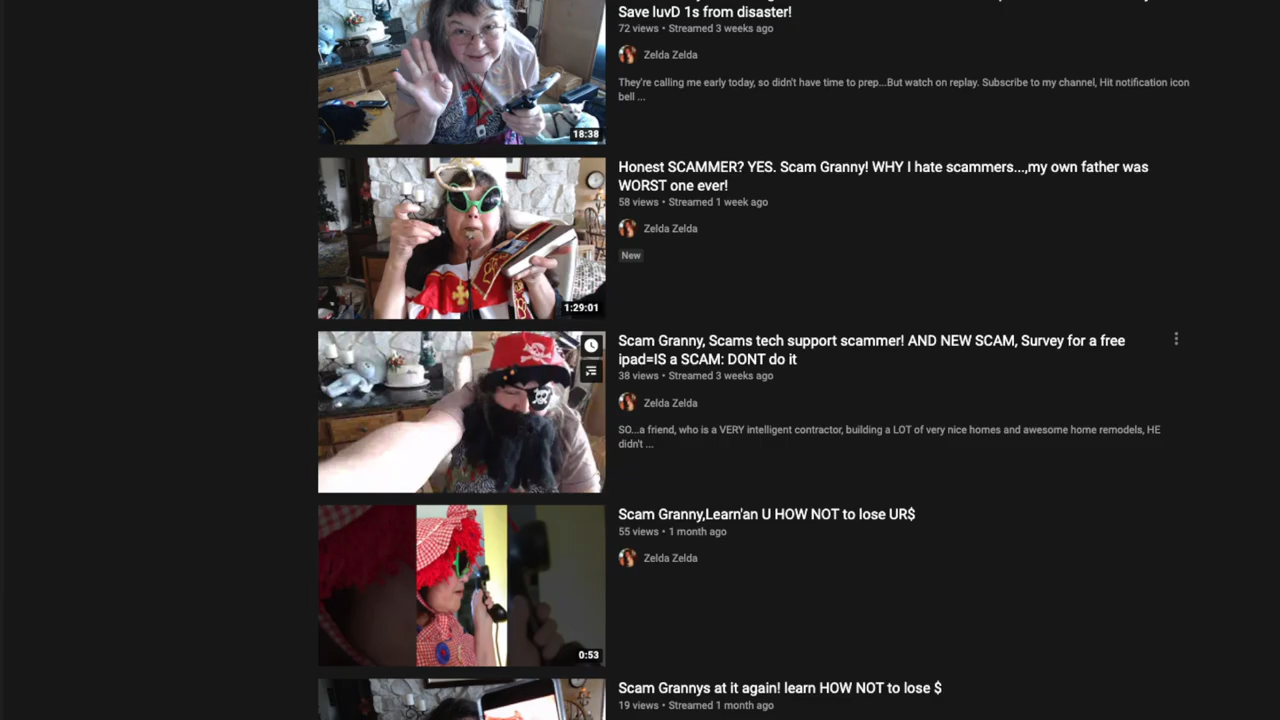 Save luvD 1s from disaster!
72 views • Streamed 3 weeks ago
Zelda Zelda
They're calling me early today, so didn't have time to prep...But watch on replay. Subscribe to my channel, Hit notification icon
bell ...
18:38
Honest SCAMMER? YES. Scam Granny! WHY I hate scammers...,my own father was
WORST one ever!
58 views • Streamed 1 week ago
Zelda Zelda
New
1:29:01
Scam Granny, Scams tech support scammer! AND NEW SCAM, Survey for a free
ipad=IS a SCAM: DONT do it
38 views • Streamed 3 weeks ago
Zelda Zelda
SO...a friend, who is a VERY intelligent contractor, building a LOT of very nice homes and awesome home remodels, HE
didn't ...
Scam Granny,Learn'an U HOW NOT to lose UR$
55 views • 1 month ago
Zelda Zelda
0:53
Scam Grannys at it again! learn HOW NOT to lose $
19 views • Streamed 1 month ago